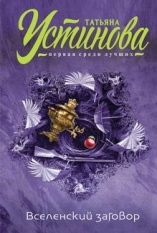 ТАТЬЯНА
Устинова
первая среди лучших
Вселенский заговор